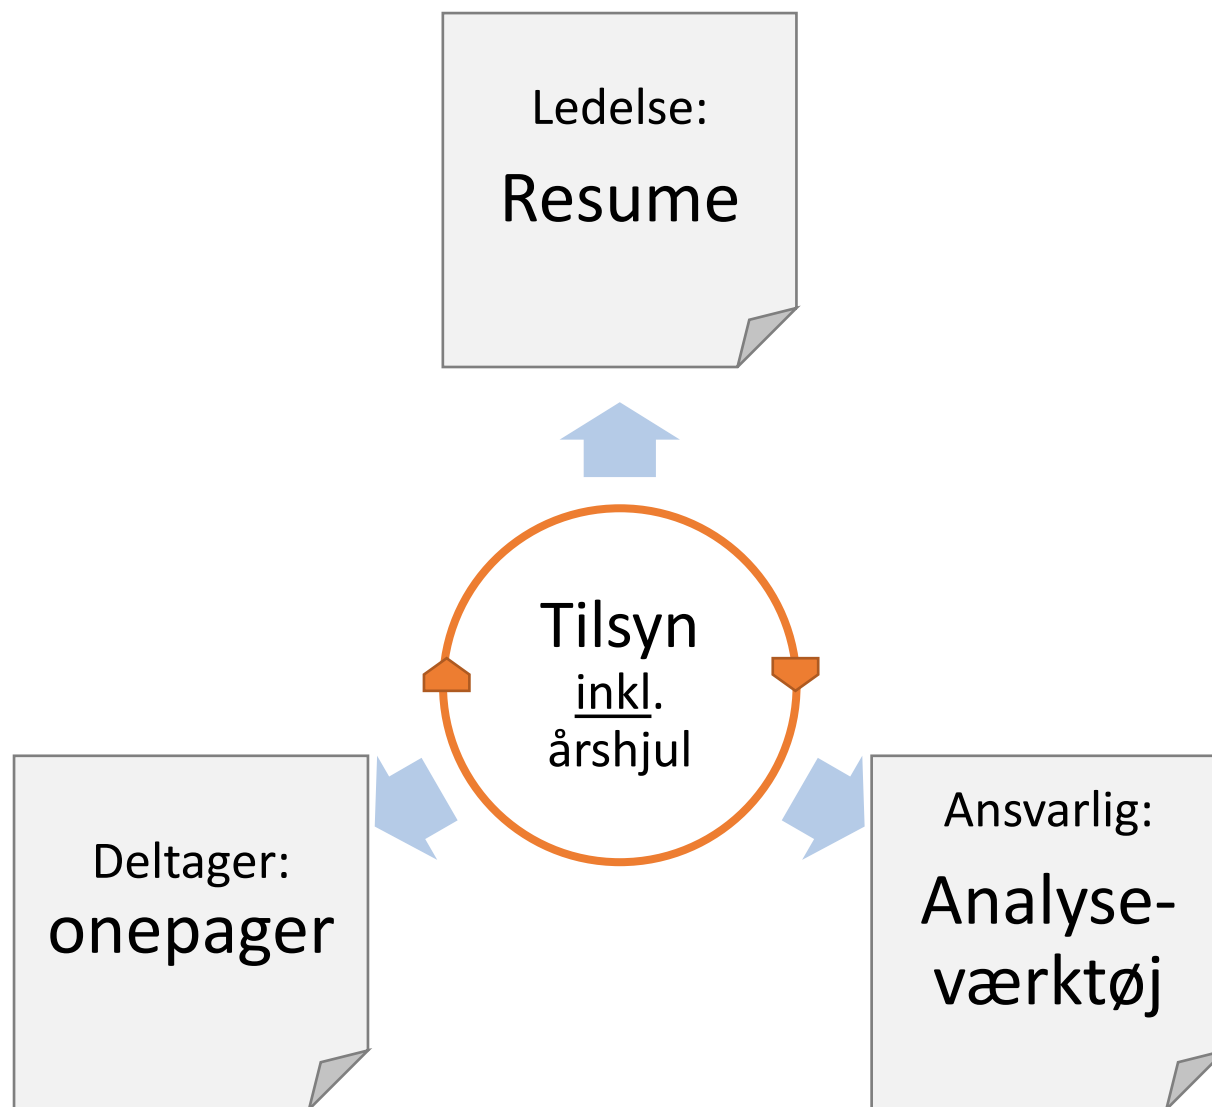 Ledelse:
Resume
Tilsyn
inkl.
årshjul
Deltager:
onepager
Ansvarlig:
Analyse-
værktøj